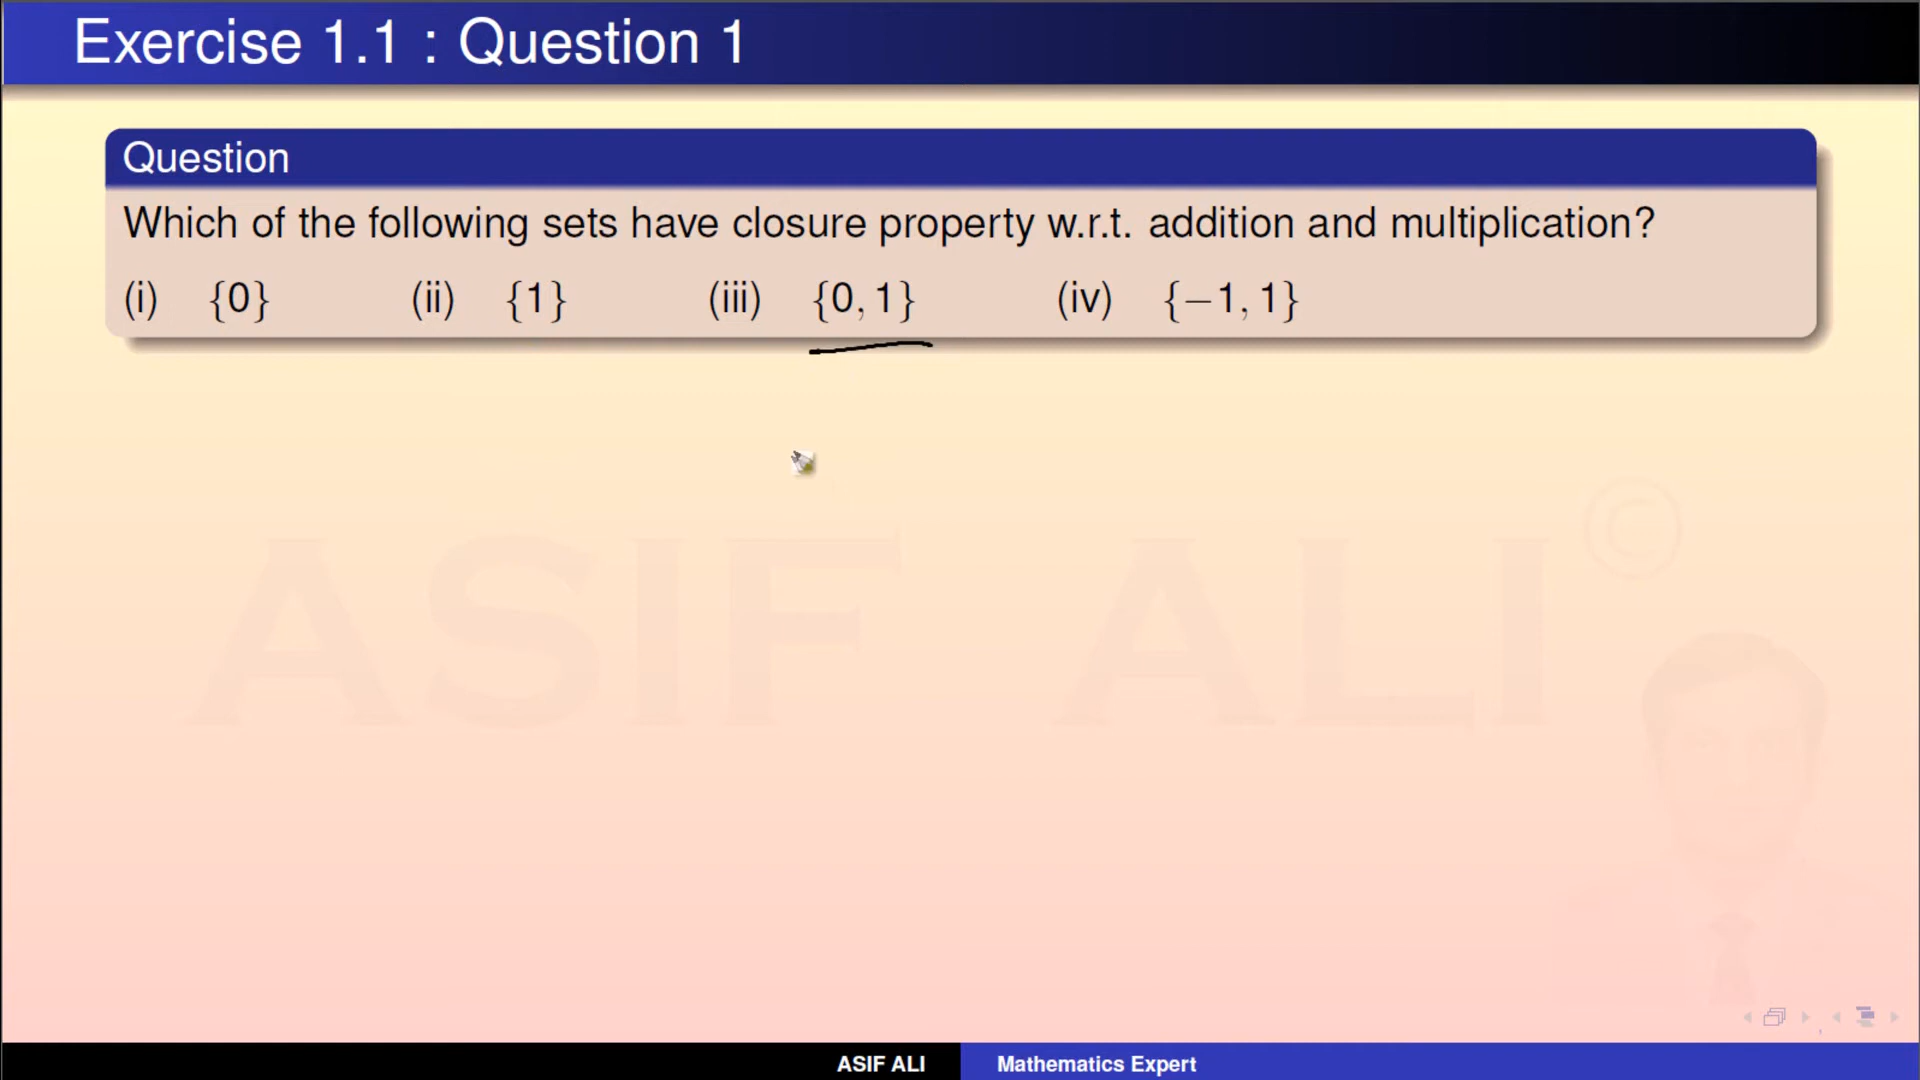 Exercise 1.1 : Question 1
Question
Which of the following sets have closure property w.r.t. addition and multiplication?
(i) {0} (ii) {1} (iii) {0, 1} (iv) {−1, 1}
ASIF ALI ©
ASIF ALI Mathematics Expert